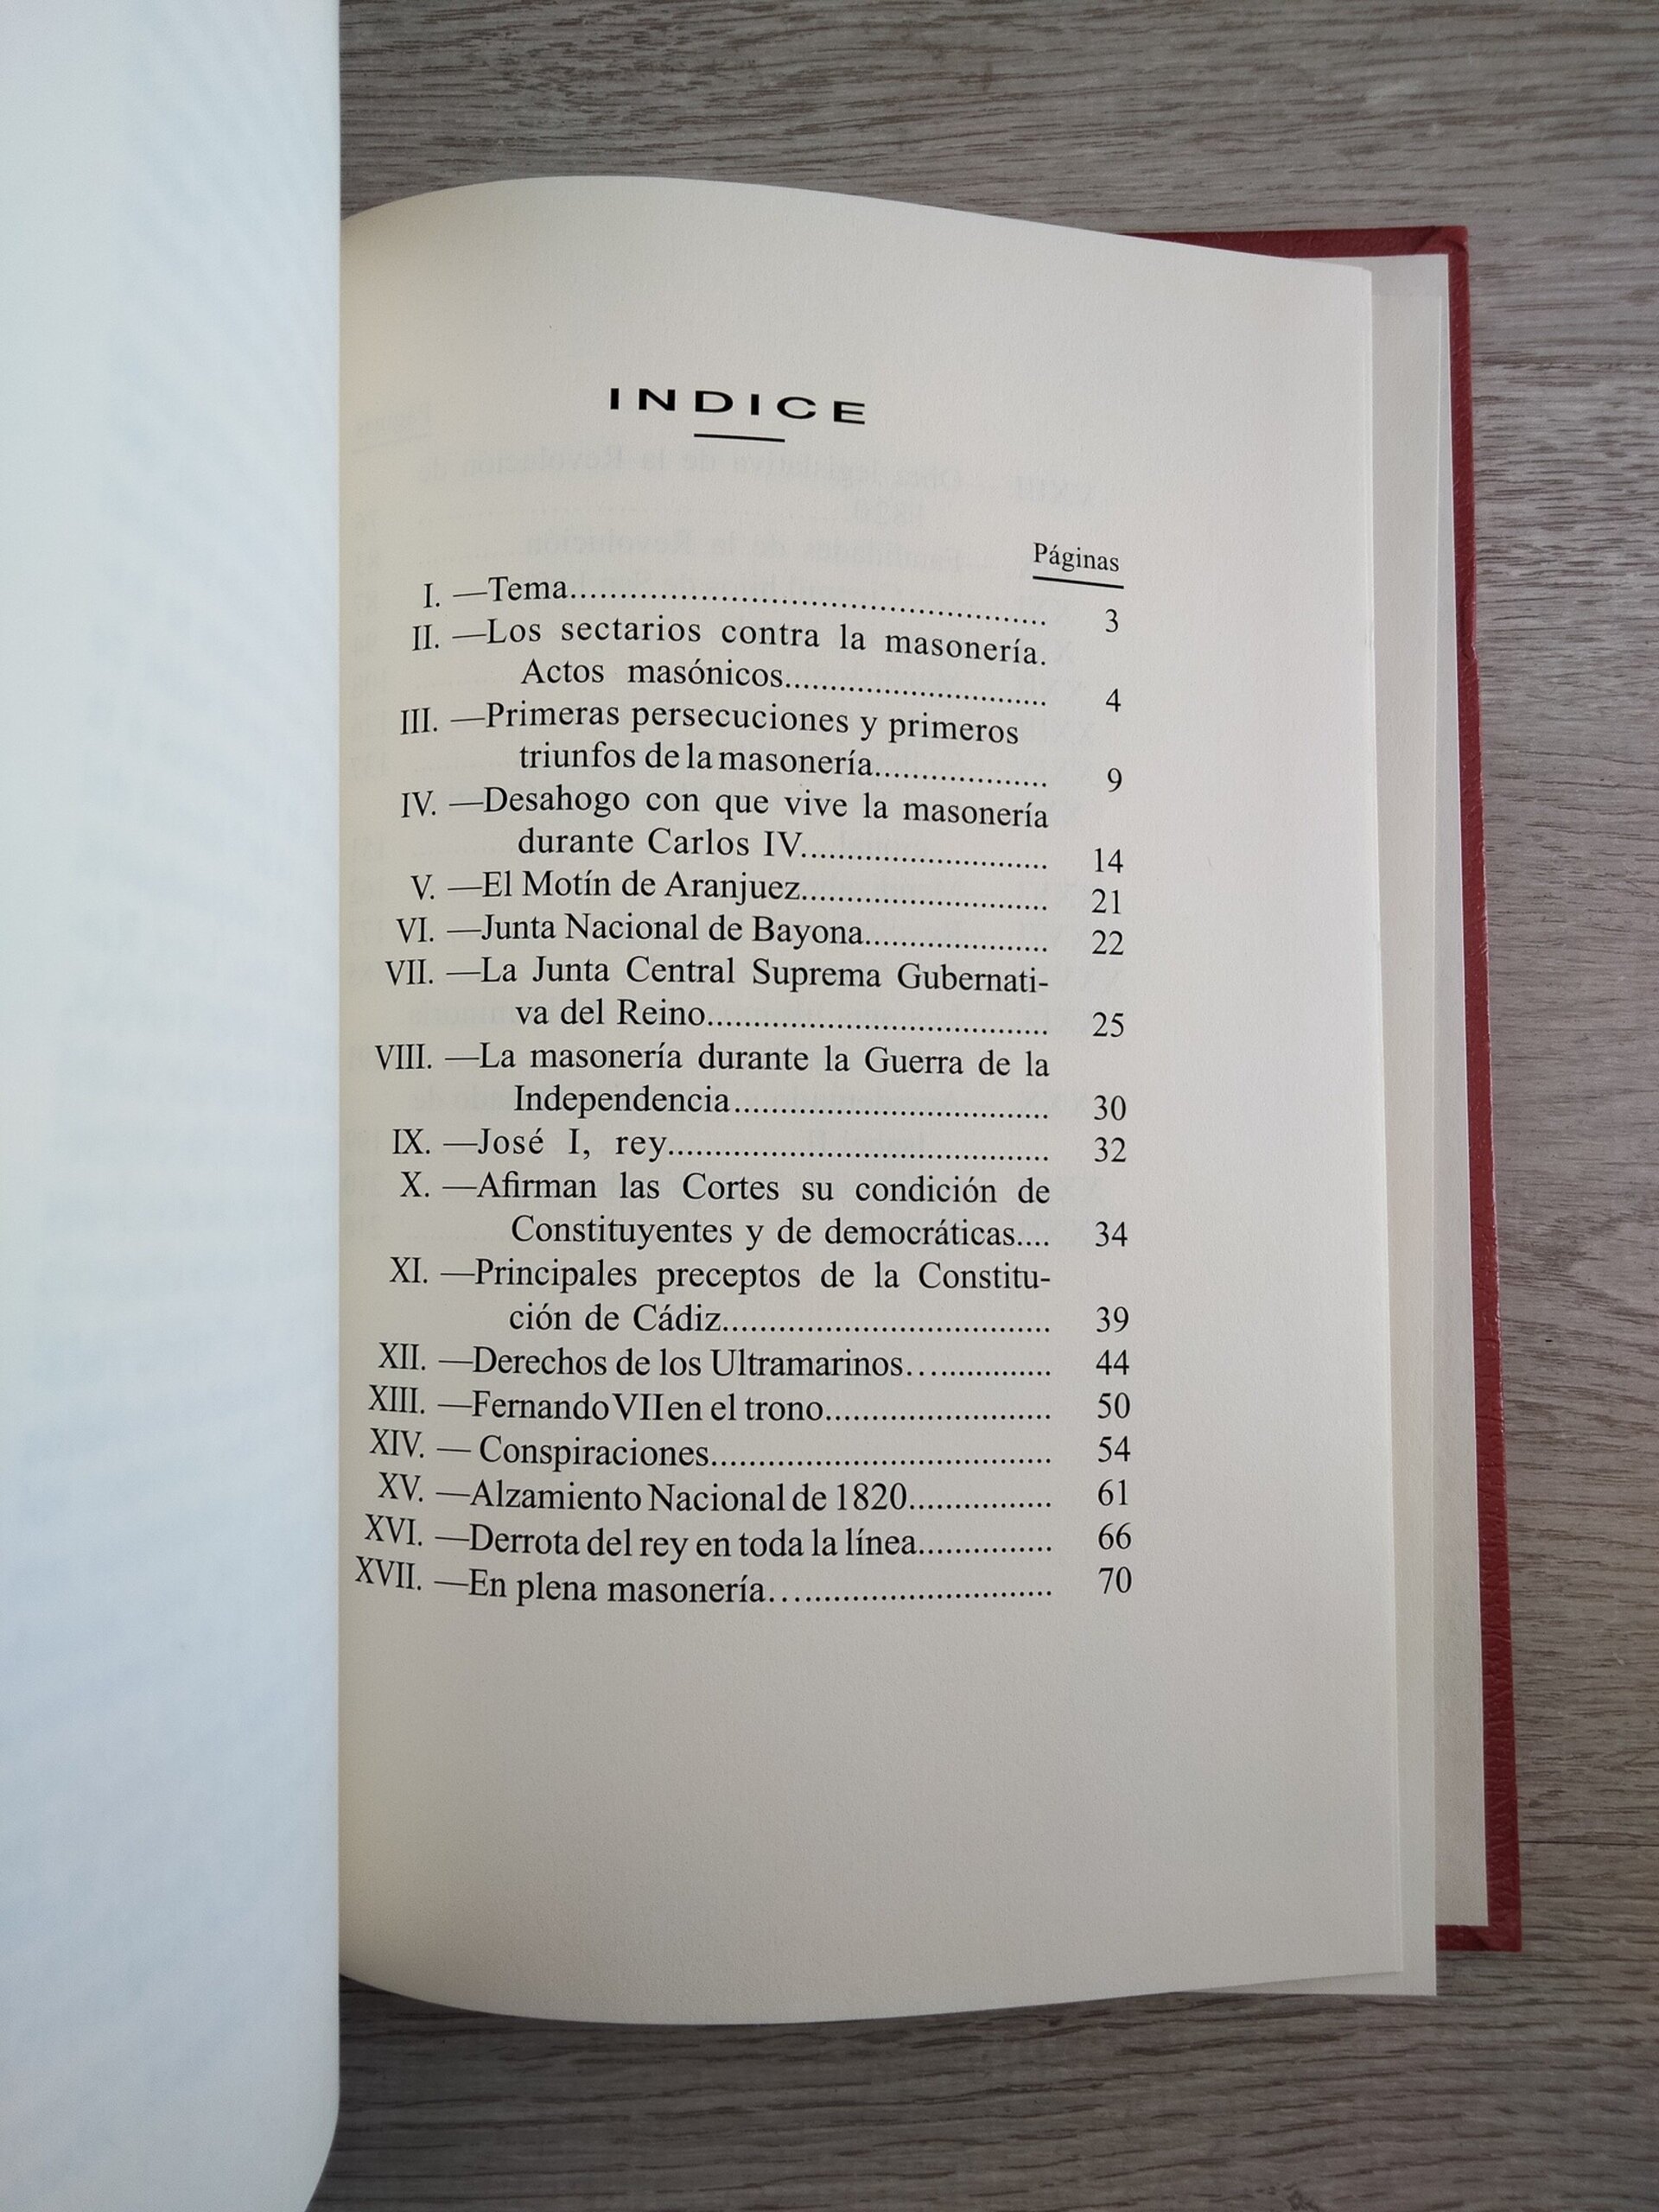 INDICE
Páginas
I. —Tema............................................... 3
II. —Los sectarios contra la masonería.
Actos masónicos.......................... 4
III. —Primeras persecuciones y primeros
triunfos de la masonería.................. 9
IV. —Desahogo con que vive la masonería
durante Carlos IV........................ 14
V. —El Motín de Aranjuez........................ 21
VI. —Junta Nacional de Bayona.................. 22
VII. —La Junta Central Suprema Gubernati-
va del Reino.................................. 25
VIII. —La masonería durante la Guerra de la
Independencia............................... 30
IX. —José I, rey...................................... 32
X. —Afirman las Cortes su condición de
Constituyentes y de democráticas.... 34
XI. —Principales preceptos de la Constitu-
ción de Cádiz................................. 39
XII. —Derechos de los Ultramarinos............... 44
XIII. —Fernando VII en el trono....................... 50
XIV. — Conspiraciones.................................. 54
XV. —Alzamiento Nacional de 1820............... 61
XVI. —Derrota del rey en toda la línea.............. 66
XVII. —En plena masonería............................ 70